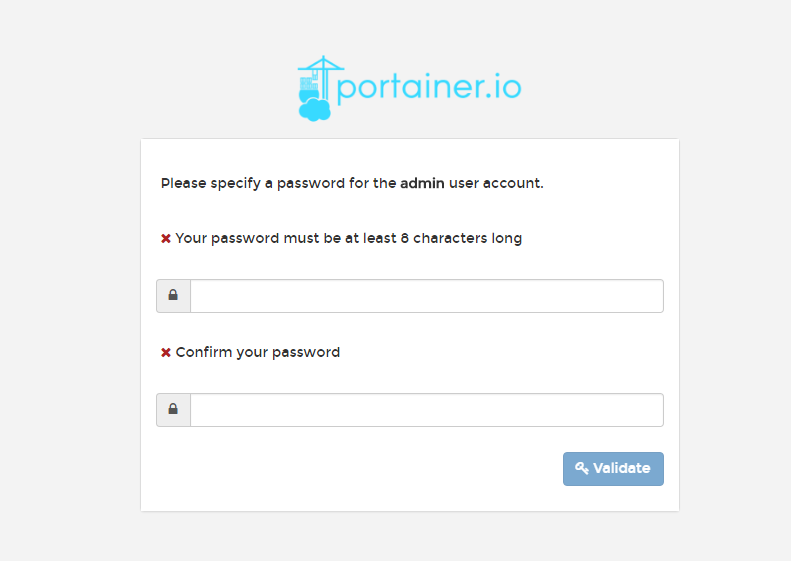 portainer.io
Please specify a password for the admin user account.
Your password must be at least 8 characters long
Confirm your password
Validate